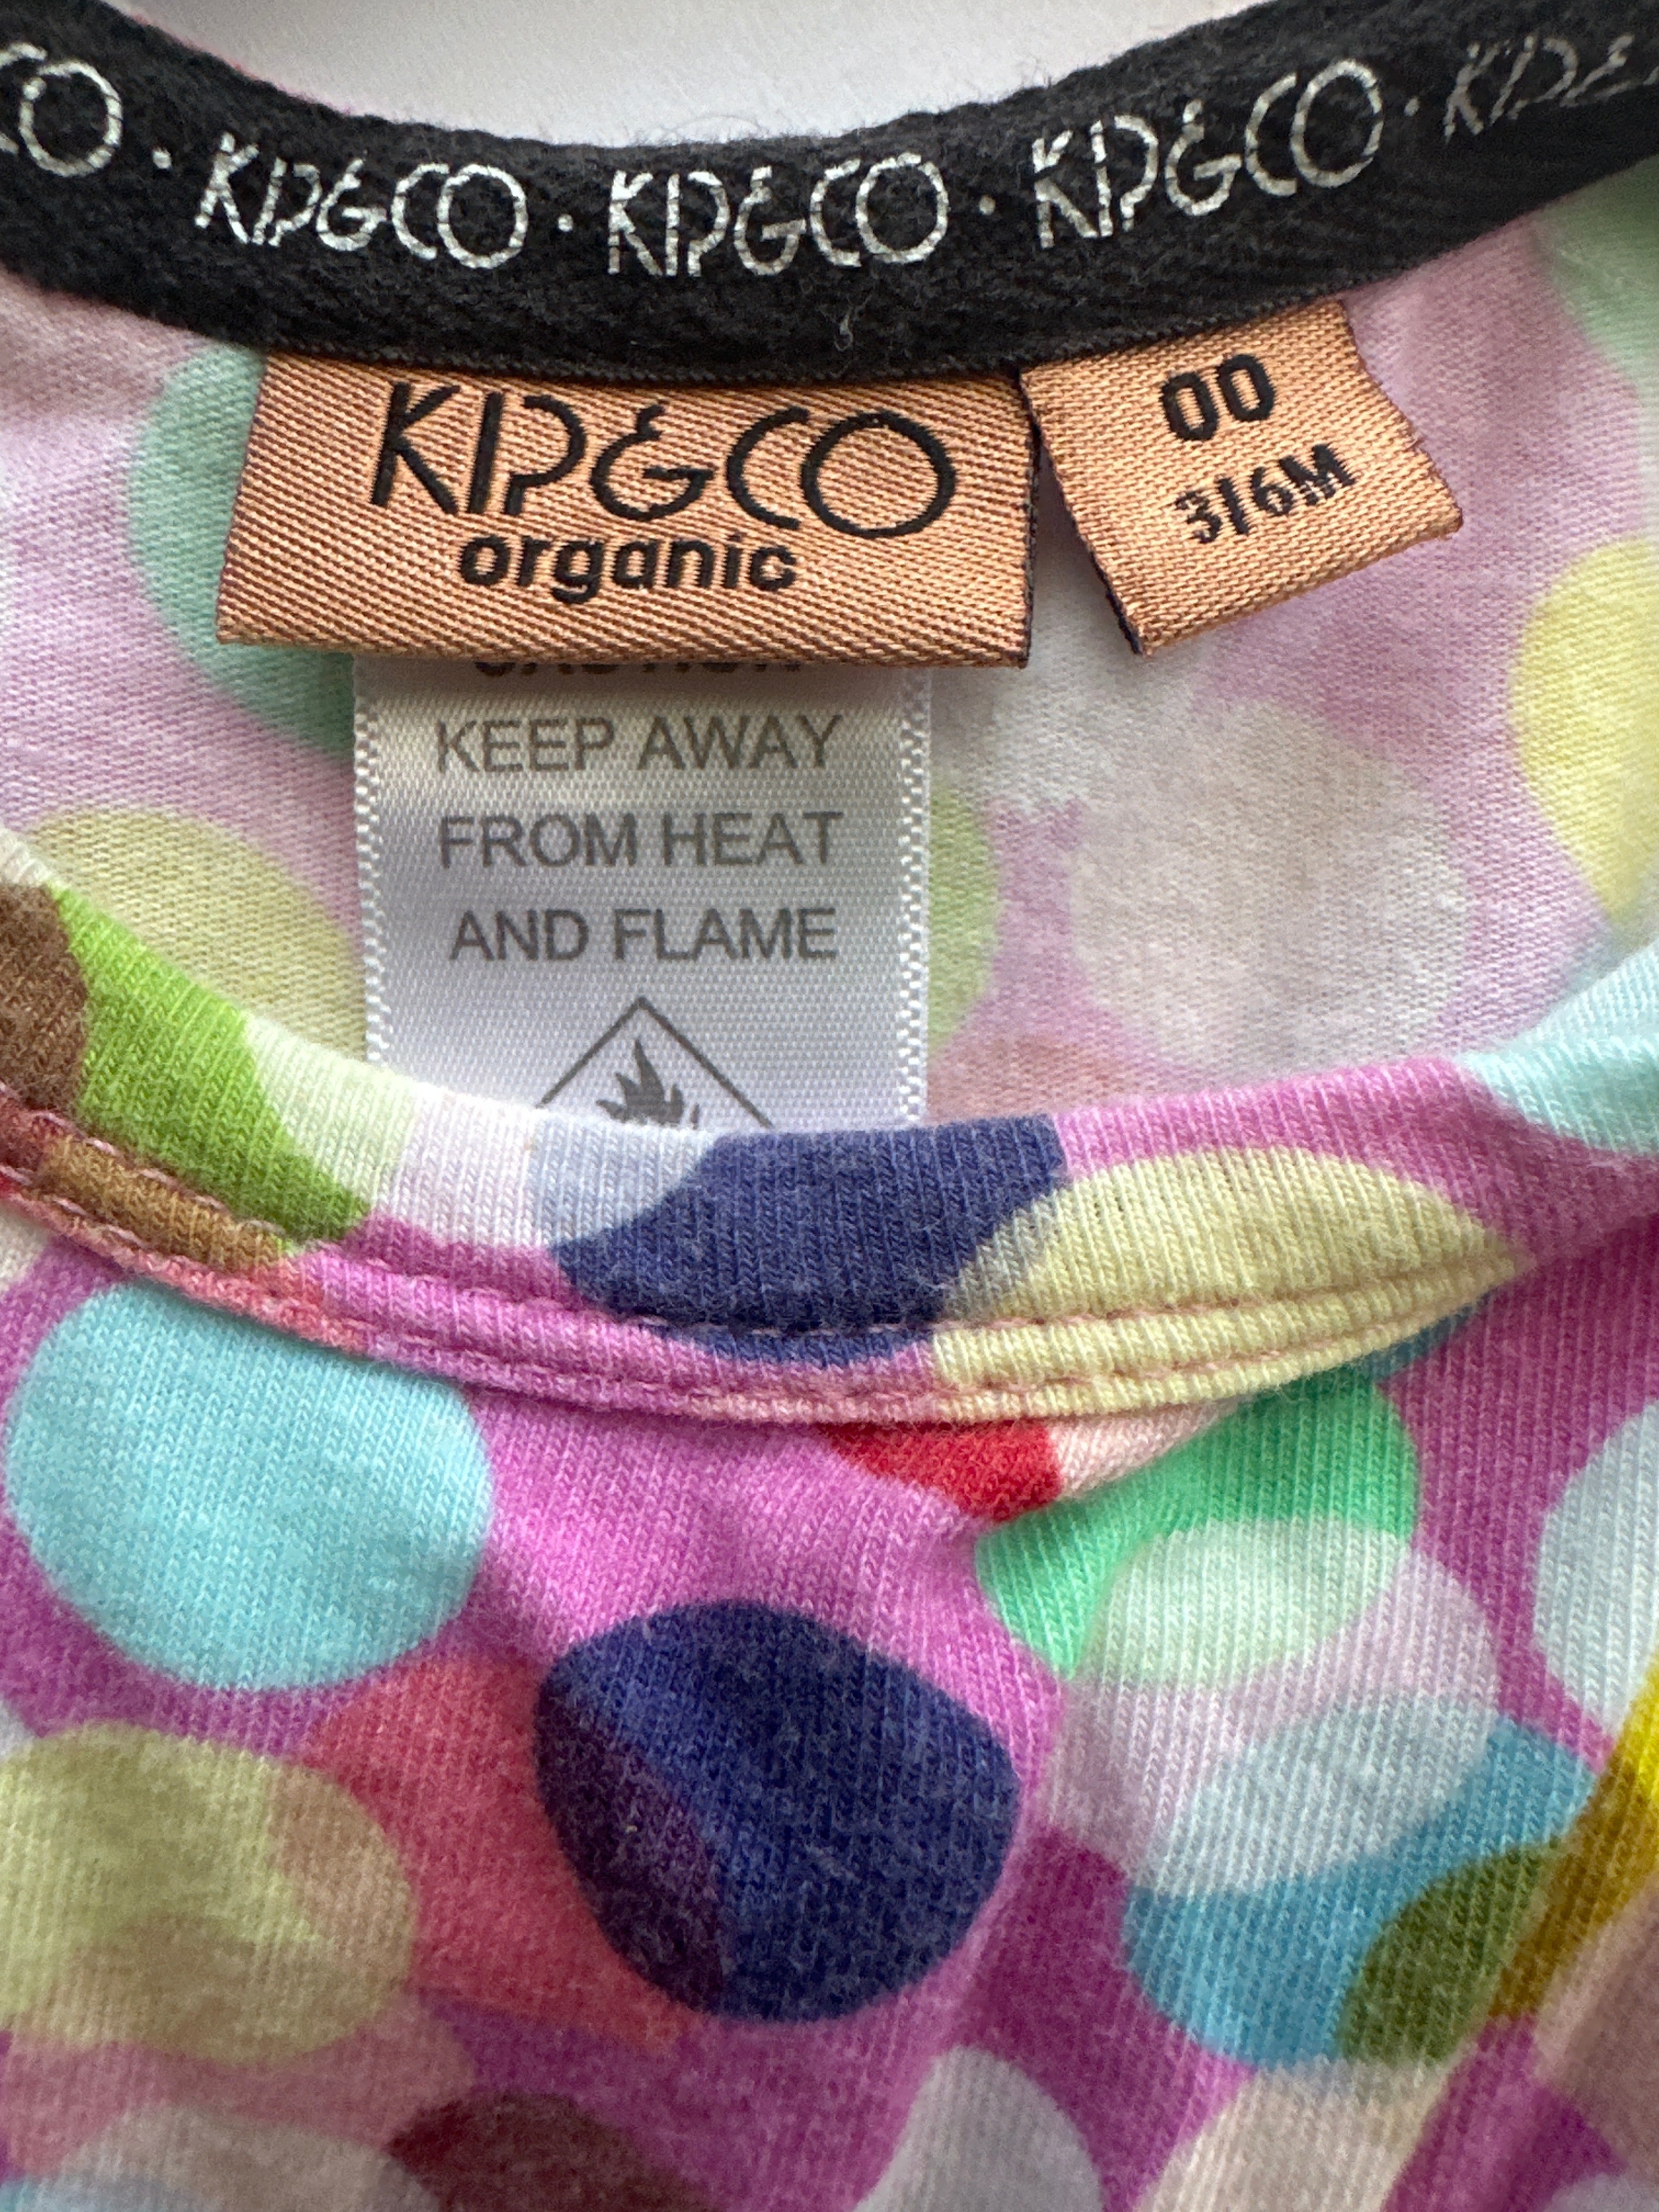 CO · KIP&CO · KIP&CO · KIP&CO · KIP&
KIP&CO
organic
00
3/6M
KEEP AWAY
FROM HEAT
AND FLAME